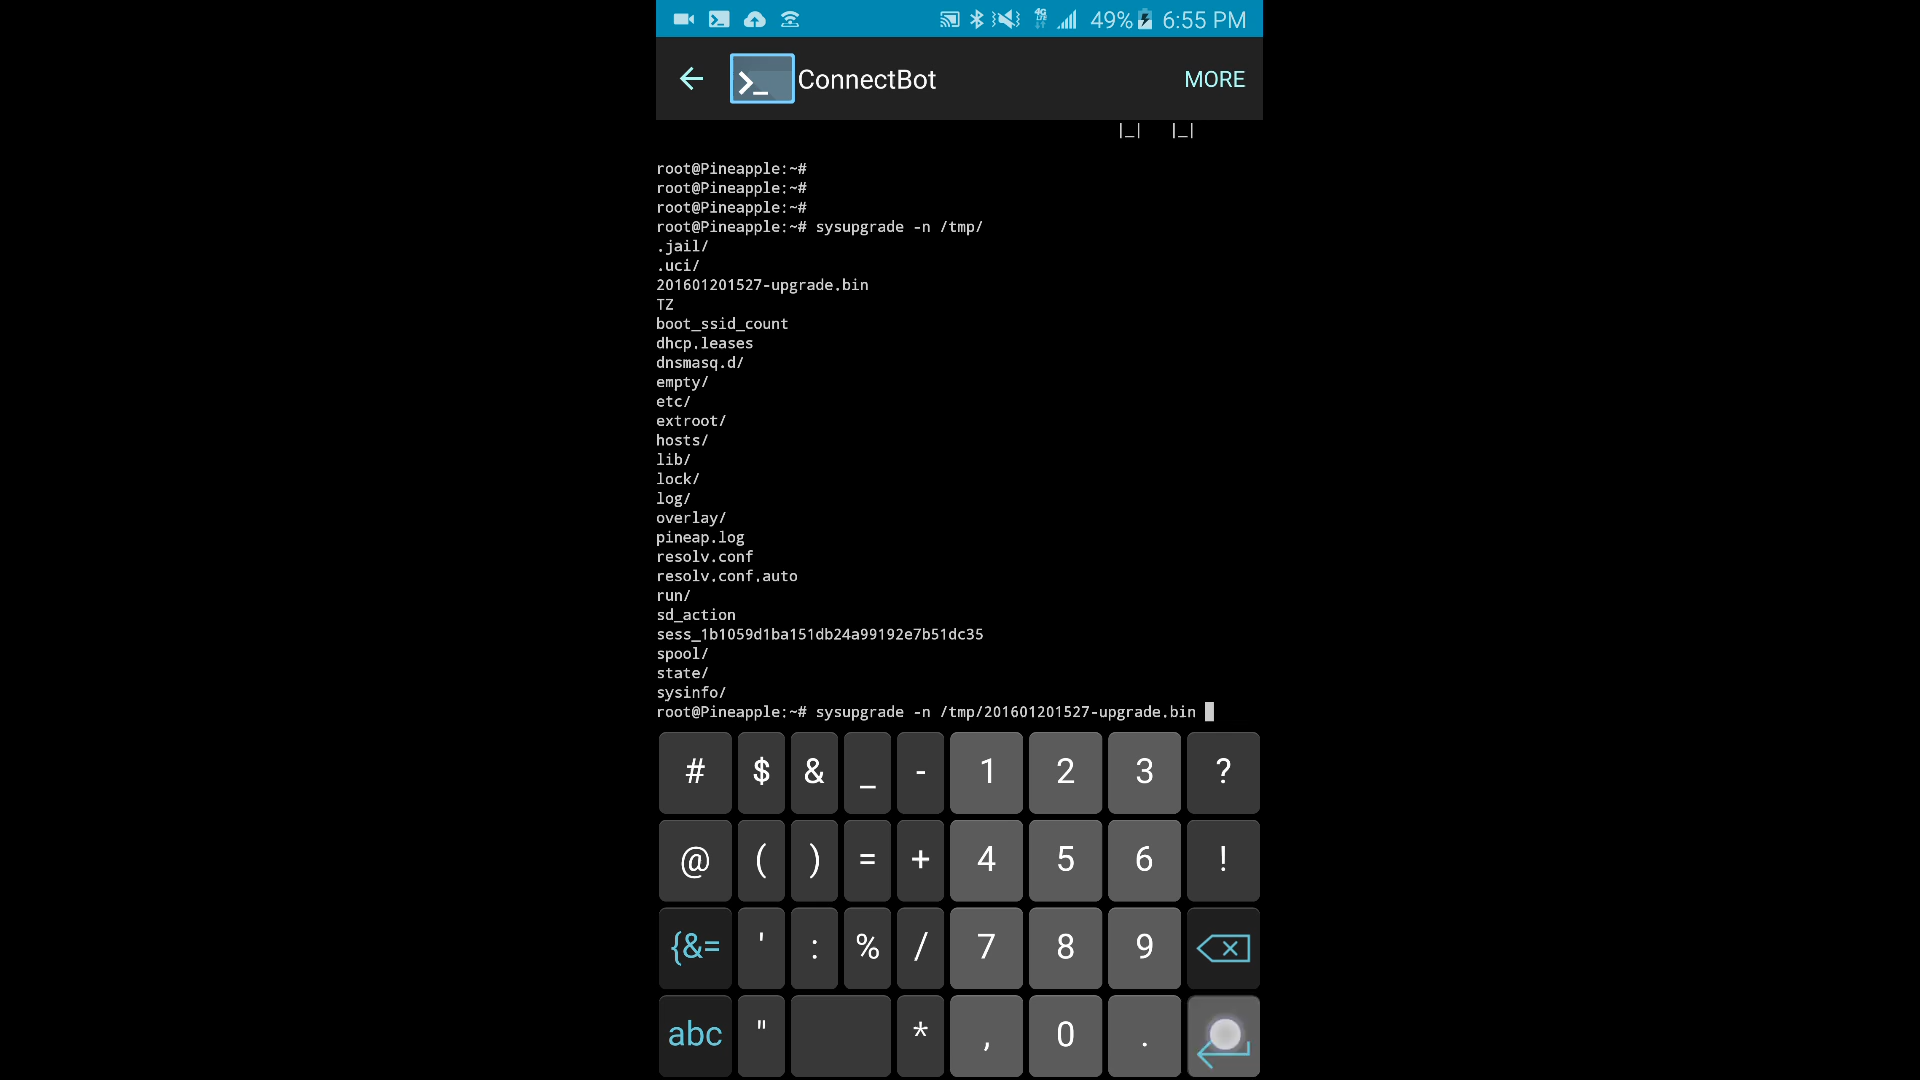 4G LTE 49% 6:55 PM
>_ ConnectBot MORE
|_| |_|
root@Pineapple:~#
root@Pineapple:~#
root@Pineapple:~#
root@Pineapple:~# sysupgrade -n /tmp/
.jail/
.uci/
201601201527-upgrade.bin
TZ
boot_ssid_count
dhcp.leases
dnsmasq.d/
empty/
etc/
extroot/
hosts/
lib/
lock/
log/
overlay/
pineap.log
resolv.conf
resolv.conf.auto
run/
sd_action
sess_1b1059d1ba151db24a99192e7b51dc35
spool/
state/
sysinfo/
root@Pineapple:~# sysupgrade -n /tmp/201601201527-upgrade.bin
# $ & _ - 1 2 3 ?
@ ( ) = + 4 5 6 !
{&= ' : % / 7 8 9
abc " * , 0 .